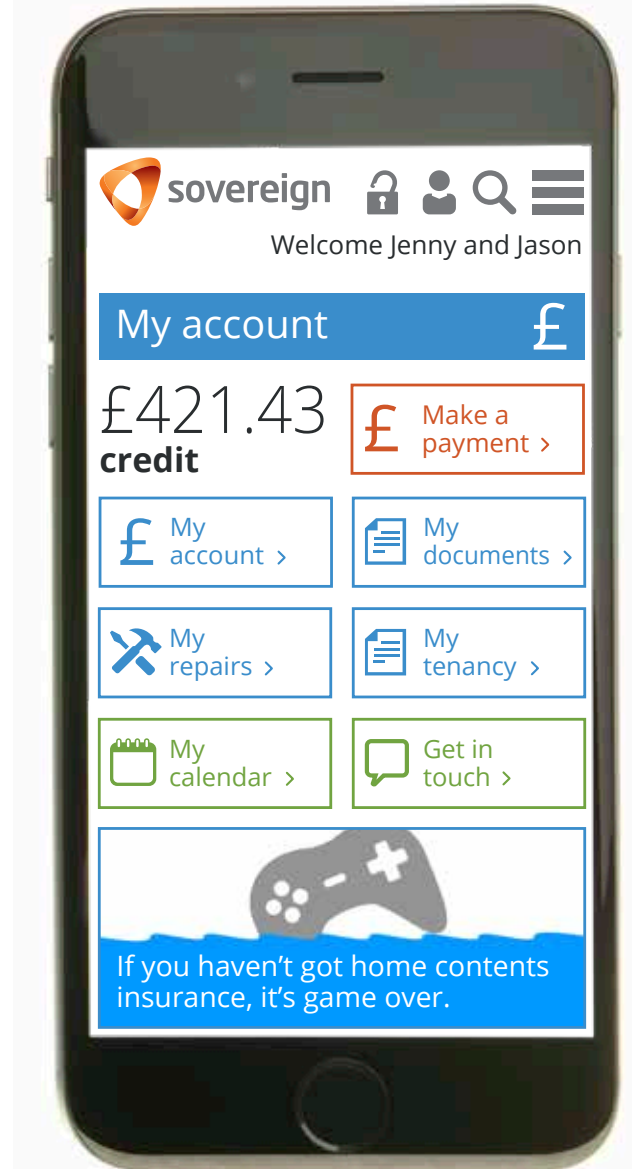 sovereign
Welcome Jenny and Jason
My account £
£421.43
credit
£ Make a
payment >
£ My
account >
My
documents >
My
repairs >
My
tenancy >
My
calendar >
Get in
touch >
If you haven't got home contents
insurance, it's game over.